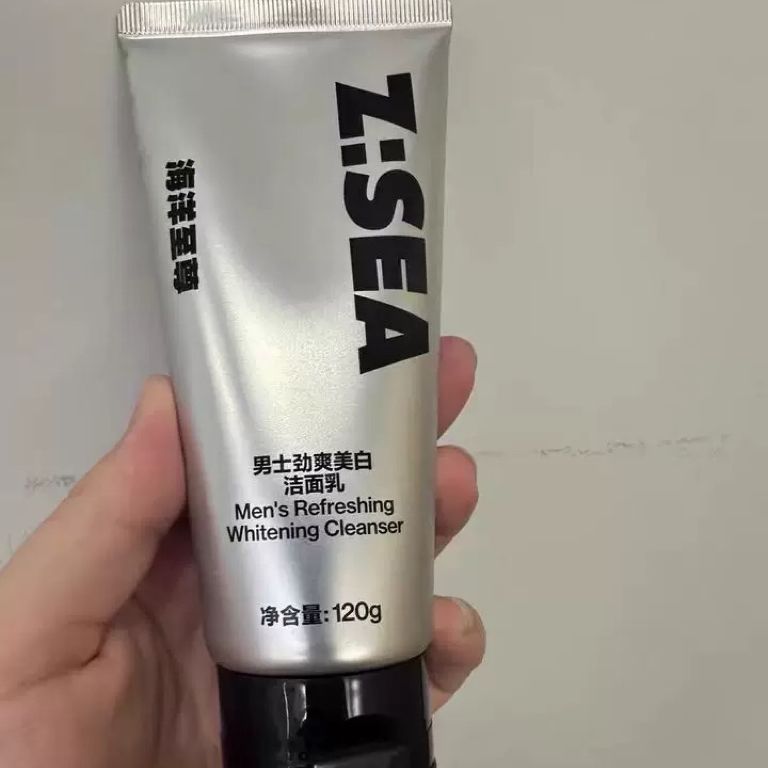 Z:SEA
海洋至尊
男士劲爽美白
洁面乳
Men's Refreshing
Whitening Cleanser
净含量:120g